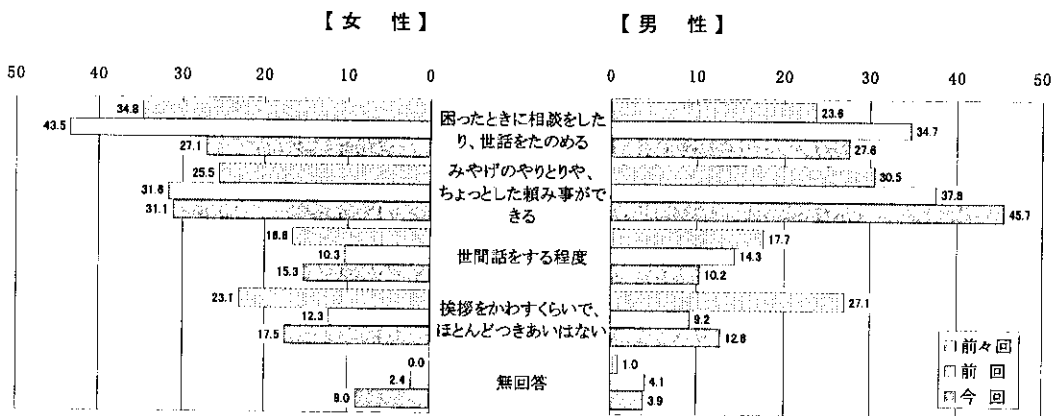 【女　性】 【男　性】
50 40 30 20 10 0 0 10 20 30 40 50
34.8 困ったときに相談をした 23.6
43.5 り、世話をたのめる 34.7
27.1 27.6
25.5 みやげのやりとりや、 30.5
31.6 ちょっとした頼み事がで 37.8
31.1 きる 45.7
16.6 17.7
10.3 世間話をする程度 14.3
15.3 10.2
23.1 挨拶をかわすくらいで、 27.1
12.3 ほとんどつきあいはない 9.2
17.5 12.6
0.0 1.0
2.4 無回答 4.1
9.0 3.9
前々回
前 回
今 回